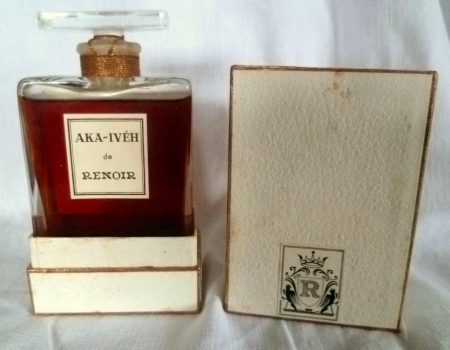 AKA-IVÉH
de
RENOIR
R